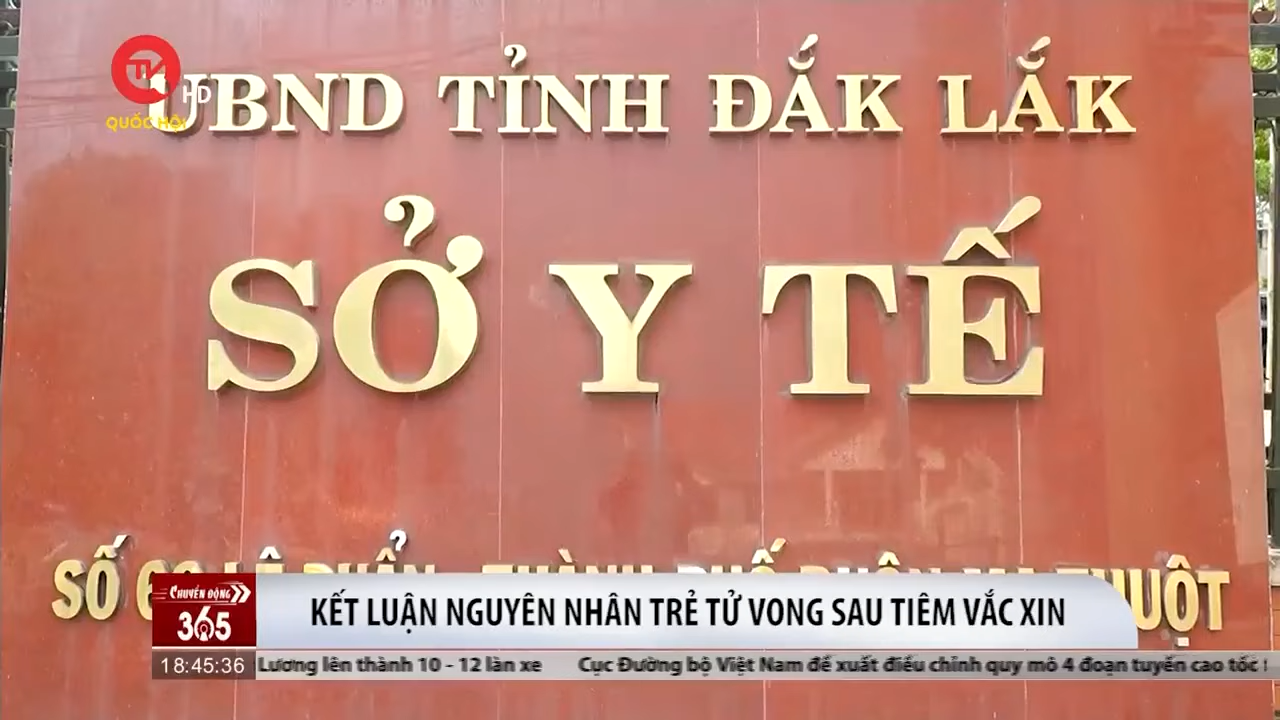 UBND TỈNH ĐẮK LẮK
HD
QUỐC HỘI
SỞ Y TẾ
SỐ THUỘT
CHUYỂN ĐỘNG
365
KẾT LUẬN NGUYÊN NHÂN TRẺ TỬ VONG SAU TIÊM VẮC XIN
18:45:36 Lương lên thành 10 - 12 làn xe Cục Đường bộ Việt Nam đề xuất điều chỉnh quy mô 4 đoạn tuyến cao tốc